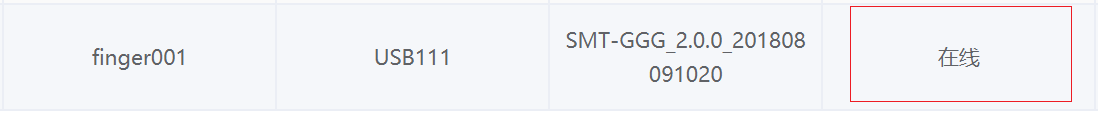 finger001
USB111
SMT-GGG_2.0.0_201808
091020
在线